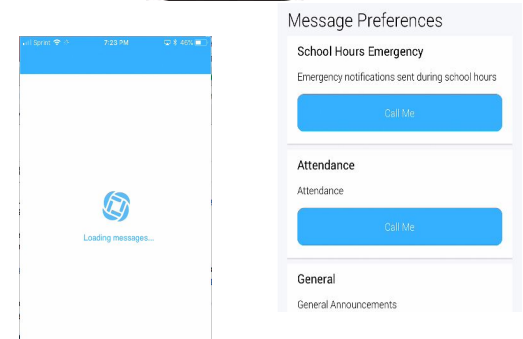 Sprint
7:23 PM
46%
Loading messages...
Message Preferences
School Hours Emergency
Emergency notifications sent during school hours
Call Me
Attendance
Attendance
Call Me
General
General Announcements